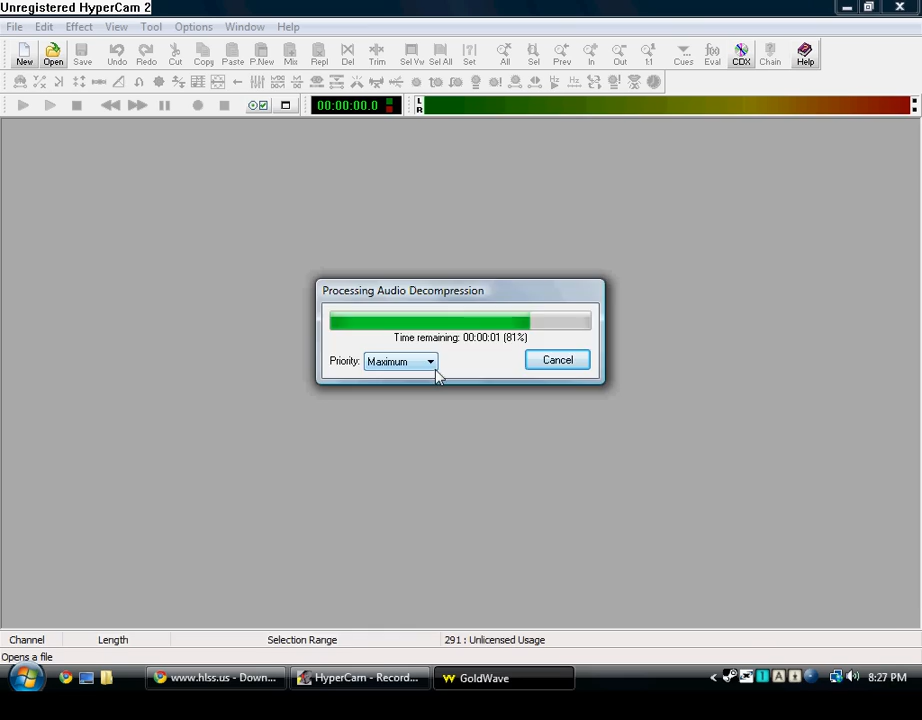 Unregistered HyperCam 2
File Edit Effect View Tool Options Window Help
New Open Save Undo Redo Cut Copy Paste P.New Mix Repl Del Trim Sel Vw Sel All Set All Sel Prev In Out 1:1 Cues Eval CDX Chain Help
f(x)
00:00:00.0 L
R
Processing Audio Decompression
Time remaining: 00:00:01 (81%)
Priority: Maximum Cancel
Channel Length Selection Range 291 : Unlicensed Usage
Opens a file
www.hlss.us - Down... HyperCam - Record... GoldWave < 8:27 PM